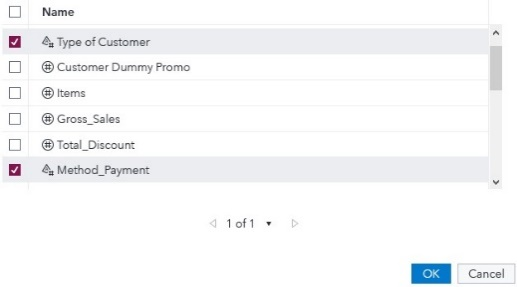 Name
Type of Customer
Customer Dummy Promo
Items
Gross_Sales
Total_Discount
Method_Payment
1 of 1
OK Cancel